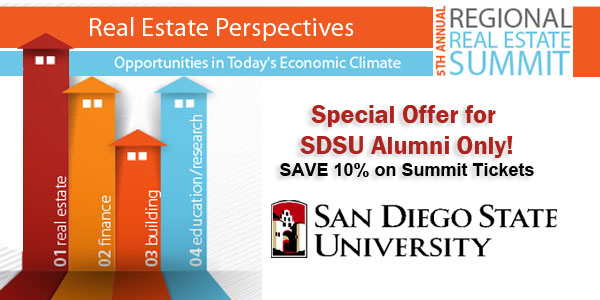 Real Estate Perspectives
Opportunities in Today's Economic Climate
5TH ANNUAL
REGIONAL
REAL ESTATE
SUMMIT
01 real estate
02 finance
03 building
04 education/research
Special Offer for
SDSU Alumni Only!
SAVE 10% on Summit Tickets
SAN DIEGO STATE
UNIVERSITY